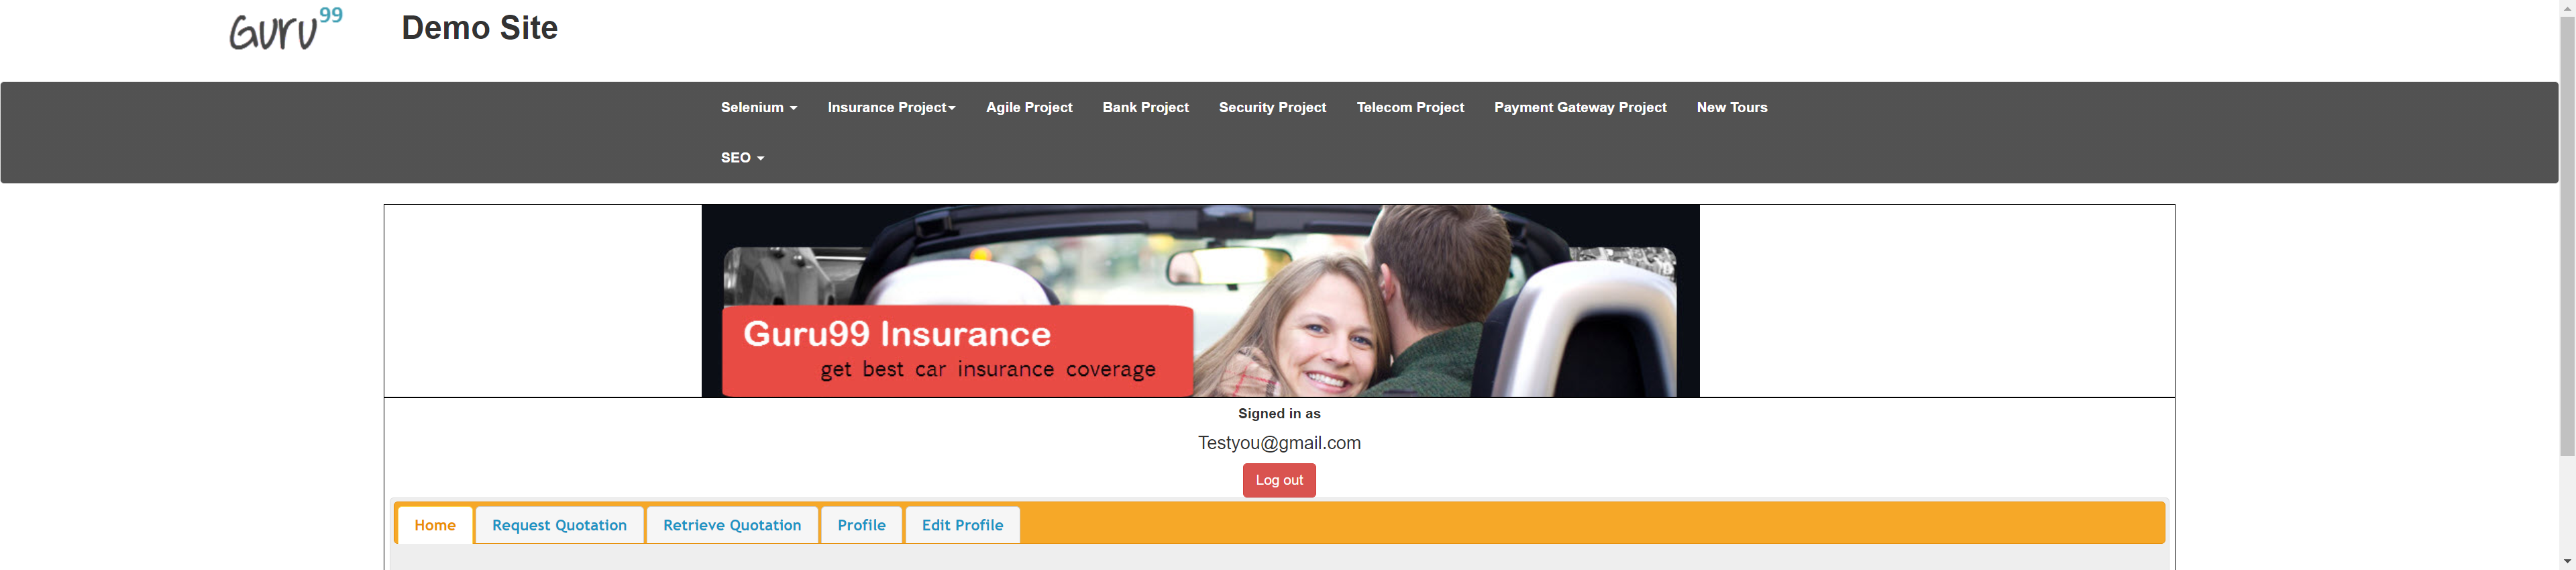 Guru99
Demo Site
Selenium Insurance Project Agile Project Bank Project Security Project Telecom Project Payment Gateway Project New Tours
SEO
Guru99 Insurance
get best car insurance coverage
Signed in as
Testyou@gmail.com
Log out
Home Request Quotation Retrieve Quotation Profile Edit Profile